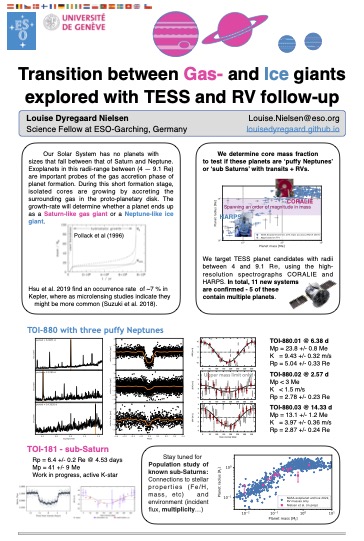 UNIVERSITÉ
DE GENÈVE
Transition between Gas- and Ice giants
explored with TESS and RV follow-up
Louise Dyregaard Nielsen
Louise.Nielsen@eso.org
Science Fellow at ESO-Garching, Germany
louisedyregaard.github.io
Our Solar System has no planets with
sizes that fall between that of Saturn and Neptune.
Exoplanets in this radii-range between (4 – 9.1 Re)
are important probes of the gas accretion phase of
planet formation. During this short formation stage,
isolated cores are growing by accreting the
surrounding gas in the proto-planetary disk. The
growth-rate will determine whether a planet ends up
as a Saturn-like gas giant or a Neptune-like ice
giant.
Pollack et al (1996)
Hsu et al. 2019 find an occurrence rate of ~7 % in
Kepler, where as microlensing studies indicate they
might be more common (Suzuki et al. 2018).
We determine core mass fraction
to test if these planets are 'puffy Neptunes'
or 'sub Saturns' with transits + RVs.
CORALIE
Spanning an order of magnitude in mass
HARPS
Planet mass [Me]
We target TESS planet candidates with radii
between 4 and 9.1 Re, using the high-
resolution spectrographs CORALIE and
HARPS. In total, 11 new systems
are confirmed - 5 of these
contain multiple planets.
TOI-880 with three puffy Neptunes
Upper mass limit only
TOI-880.01 @ 6.38 d
Mp = 23.8 +/- 0.8 Me
K = 9.43 +/- 0.32 m/s
Rp = 5.04 +/- 0.33 Re
TOI-880.02 @ 2.57 d
Mp < 3 Me
K < 1.5 m/s
Rp = 2.78 +/- 0.23 Re
TOI-880.03 @ 14.33 d
Mp = 13.1 +/- 1.2 Me
K = 3.97 +/- 0.36 m/s
Rp = 2.87 +/- 0.24 Re
TOI-181 - sub-Saturn
Rp = 6.4 +/- 0.2 Re @ 4.53 days
Mp = 41 +/- 9 Me
Work in progress, active K-star
Stay tuned for
Population study of
known sub-Saturns:
Connections to stellar
properties (Fe/H,
mass, etc) and
environment (incident
flux, multiplicity…)
Planet mass [Mj]